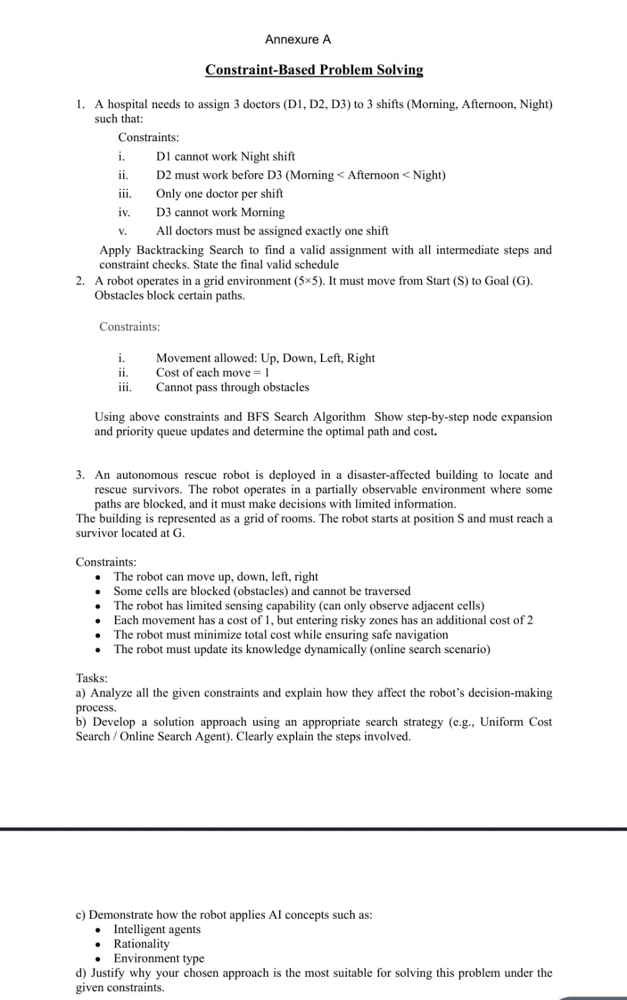 Annexure A
Constraint-Based Problem Solving
1. A hospital needs to assign 3 doctors (D1, D2, D3) to 3 shifts (Morning, Afternoon, Night)
such that:
Constraints:
i. D1 cannot work Night shift
ii. D2 must work before D3 (Morning < Afternoon < Night)
iii. Only one doctor per shift
iv. D3 cannot work Morning
v. All doctors must be assigned exactly one shift
Apply Backtracking Search to find a valid assignment with all intermediate steps and
constraint checks. State the final valid schedule
2. A robot operates in a grid environment (5×5). It must move from Start (S) to Goal (G).
Obstacles block certain paths.
Constraints:
i. Movement allowed: Up, Down, Left, Right
ii. Cost of each move = 1
iii. Cannot pass through obstacles
Using above constraints and BFS Search Algorithm Show step-by-step node expansion
and priority queue updates and determine the optimal path and cost.
3. An autonomous rescue robot is deployed in a disaster-affected building to locate and
rescue survivors. The robot operates in a partially observable environment where some
paths are blocked, and it must make decisions with limited information.
The building is represented as a grid of rooms. The robot starts at position S and must reach a
survivor located at G.
Constraints:
• The robot can move up, down, left, right
• Some cells are blocked (obstacles) and cannot be traversed
• The robot has limited sensing capability (can only observe adjacent cells)
• Each movement has a cost of 1, but entering risky zones has an additional cost of 2
• The robot must minimize total cost while ensuring safe navigation
• The robot must update its knowledge dynamically (online search scenario)
Tasks:
a) Analyze all the given constraints and explain how they affect the robot's decision-making
process.
b) Develop a solution approach using an appropriate search strategy (e.g., Uniform Cost
Search / Online Search Agent). Clearly explain the steps involved.
c) Demonstrate how the robot applies AI concepts such as:
• Intelligent agents
• Rationality
• Environment type
d) Justify why your chosen approach is the most suitable for solving this problem under the
given constraints.